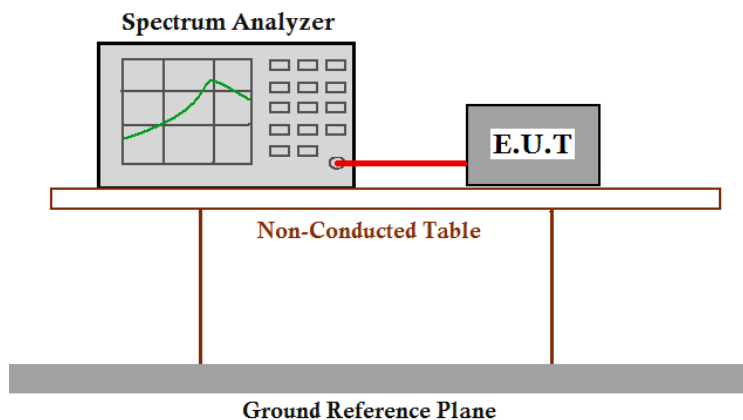 Spectrum Analyzer
E.U.T
Non-Conducted Table
Ground Reference Plane